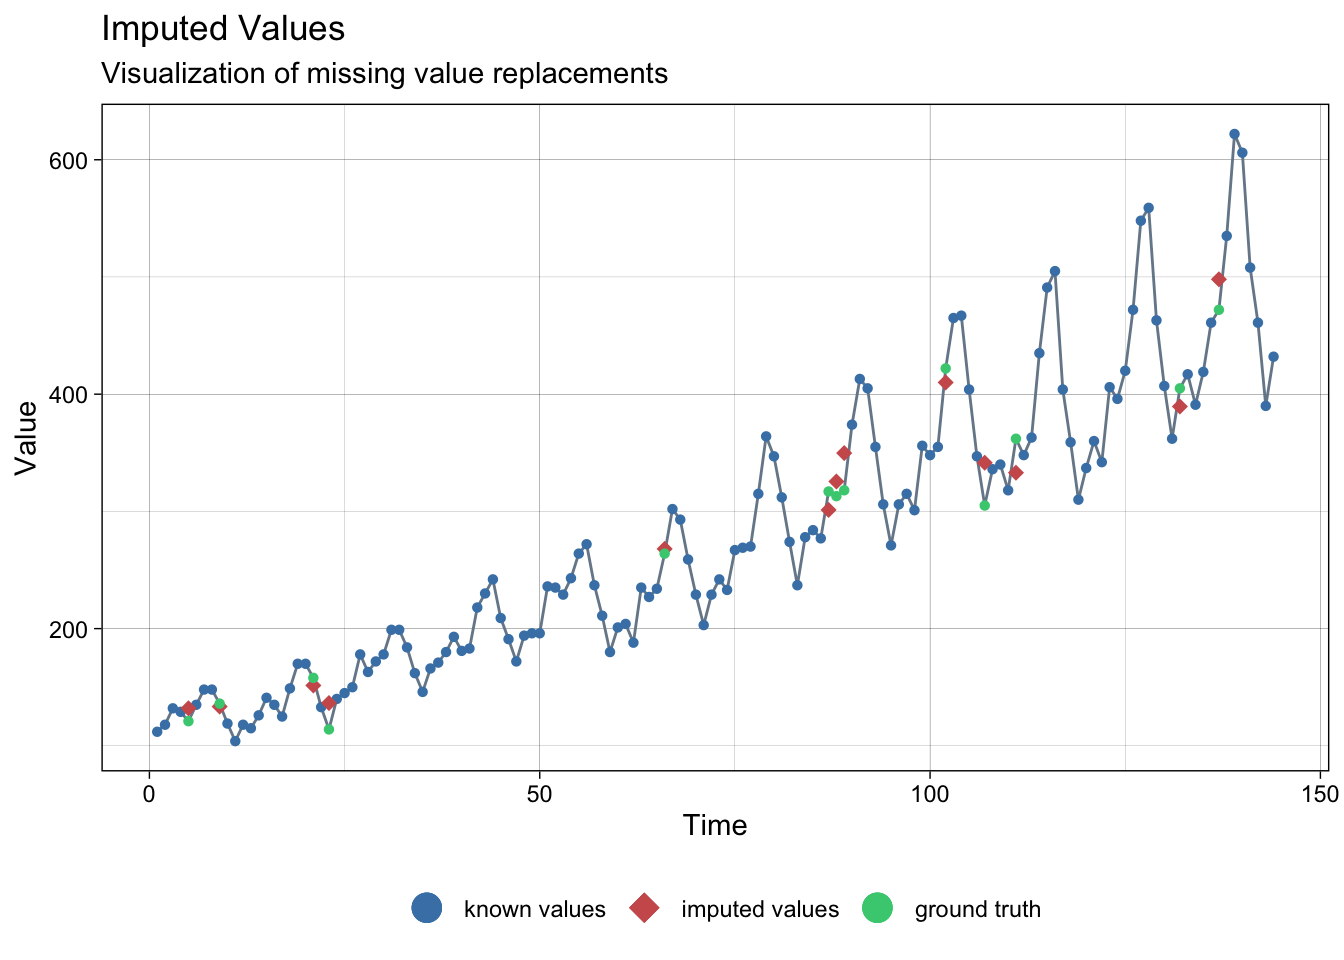 Imputed Values
Visualization of missing value replacements
600
400
200
Value
0 50 100 150
Time
known values imputed values ground truth